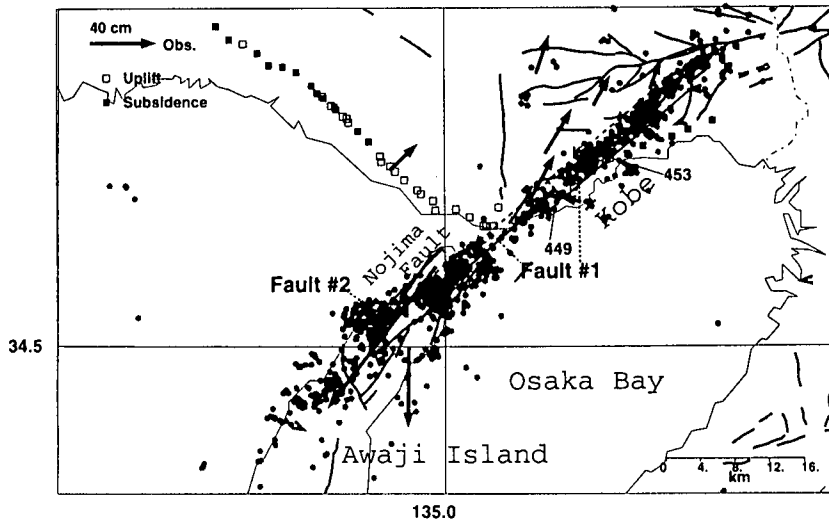 40 cm
Obs.
Uplift
Subsidence
453
Kobe
449
Nojima
Fault
Fault #1
Fault #2
34.5
Osaka Bay
Awaji Island
0 4. 8. 12. 16.
km
135.0